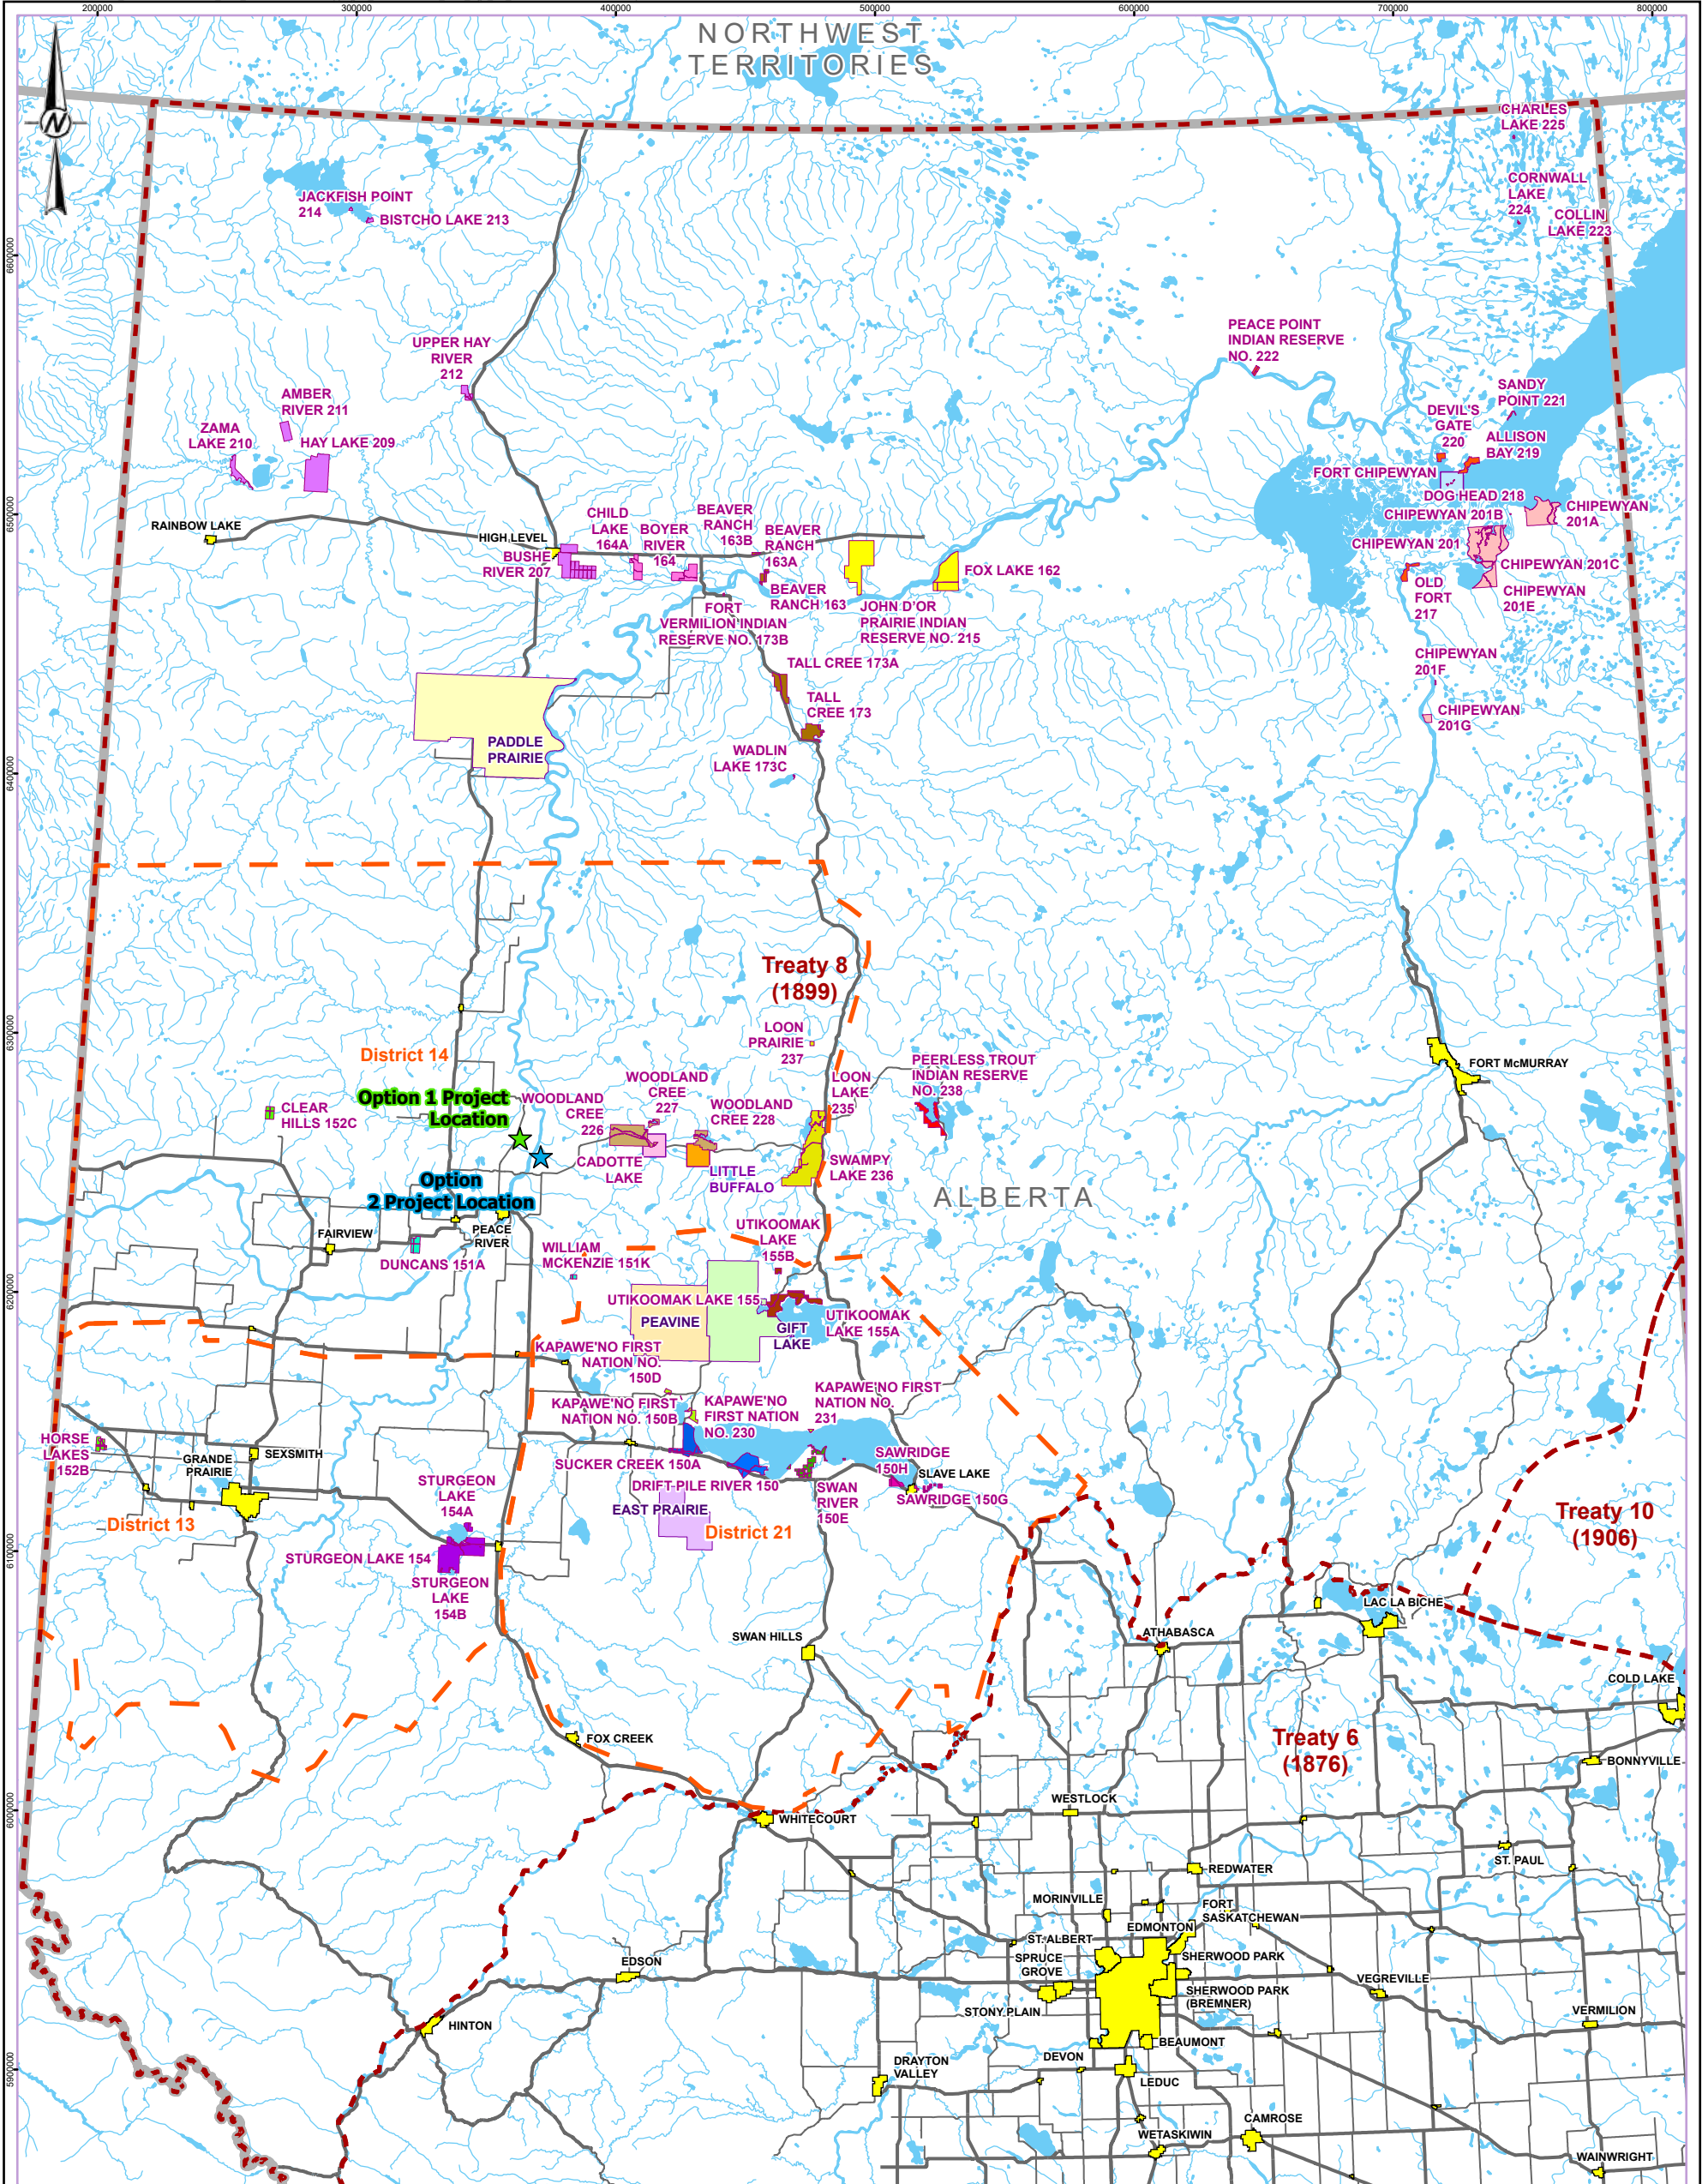 200000
300000
400000
500000
600000
700000
800000
NORTHWEST
TERRITORIES
N
CHARLES
LAKE 225
CORNWALL
LAKE
224
COLLIN
LAKE 223
JACKFISH POINT
214
BISTCHO LAKE 213
6600000
PEACE POINT
INDIAN RESERVE
NO. 222
UPPER HAY
RIVER
212
AMBER
RIVER 211
ZAMA
LAKE 210
HAY LAKE 209
SANDY
POINT 221
DEVIL'S
GATE
220
ALLISON
BAY 219
FORT CHIPEWYAN
DOG HEAD 218
CHIPEWYAN 201B
CHIPEWYAN
201A
CHIPEWYAN 201
CHIPEWYAN 201C
CHIPEWYAN
201E
OLD
FORT
217
6500000
RAINBOW LAKE
HIGH LEVEL
BUSHE
RIVER 207
CHILD
LAKE
164A
BOYER
RIVER
164
BEAVER
RANCH
163B
BEAVER
RANCH
163A
BEAVER
RANCH 163
FOX LAKE 162
JOHN D'OR
PRAIRIE INDIAN
RESERVE NO. 215
FORT
VERMILION INDIAN
RESERVE NO. 173B
TALL CREE 173A
TALL
CREE 173
CHIPEWYAN
201F
CHIPEWYAN
201G
PADDLE
PRAIRIE
WADLIN
LAKE 173C
6400000
Treaty 8
(1899)
6300000
LOON
PRAIRIE
237
District 14
FORT McMURRAY
PEERLESS TROUT
INDIAN RESERVE
NO. 238
Option 1 Project
Location
CLEAR
HILLS 152C
WOODLAND
CREE
226
WOODLAND
CREE
227
WOODLAND
CREE 228
LOON
LAKE
235
CADOTTE
LAKE
LITTLE
BUFFALO
SWAMPY
LAKE 236
Option
2 Project Location
ALBERTA
FAIRVIEW
PEACE
RIVER
DUNCANS 151A
WILLIAM
MCKENZIE 151K
UTIKOOMAK
LAKE
155B
6200000
UTIKOOMAK LAKE 155
PEAVINE
GIFT
LAKE
UTIKOOMAK
LAKE 155A
KAPAWE'NO FIRST
NATION NO.
150D
KAPAWE'NO FIRST
NATION NO. 150B
KAPAWE'NO
FIRST NATION
NO. 230
KAPAWE'NO FIRST
NATION NO.
231
HORSE
LAKES
152B
SEXSMITH
GRANDE
PRAIRIE
SUCKER CREEK 150A
DRIFT PILE RIVER 150
SAWRIDGE
150H
SLAVE LAKE
SAWRIDGE 150G
SWAN
RIVER
150E
STURGEON
LAKE
154A
EAST PRAIRIE
District 21
District 13
Treaty 10
(1906)
6100000
STURGEON LAKE 154
STURGEON
LAKE
154B
LAC LA BICHE
SWAN HILLS
ATHABASCA
COLD LAKE
FOX CREEK
Treaty 6
(1876)
BONNYVILLE
6000000
WHITECOURT
WESTLOCK
ST. PAUL
REDWATER
MORINVILLE
FORT
SASKATCHEWAN
EDMONTON
ST. ALBERT
SPRUCE
GROVE
SHERWOOD PARK
EDSON
VEGREVILLE
SHERWOOD PARK
(BREMNER)
STONY PLAIN
VERMILION
HINTON
BEAUMONT
5900000
DEVON
DRAYTON
VALLEY
LEDUC
CAMROSE
WETASKIWIN
WAINWRIGHT